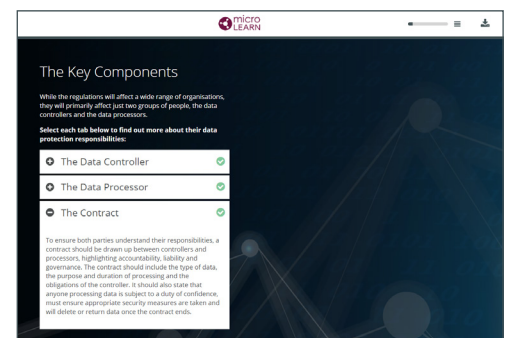 micro
LEARN
The Key Components
While the regulations will affect a wide range of organisations,
they will primarily affect just two groups of people, the data
controllers and the data processors.
Select each tab below to find out more about their data
protection responsibilities:
The Data Controller
The Data Processor
The Contract
To ensure both parties understand their responsibilities, a
contract should be drawn up between controllers and
processors, highlighting accountability, liability and
governance. The contract should include the type of data,
the purpose and duration of processing and the
obligations of the controller. it should also state that
anyone processing data is subject to a duty of confidence,
must ensure appropriate security measures are taken and
will delete or return data once the contract ends.